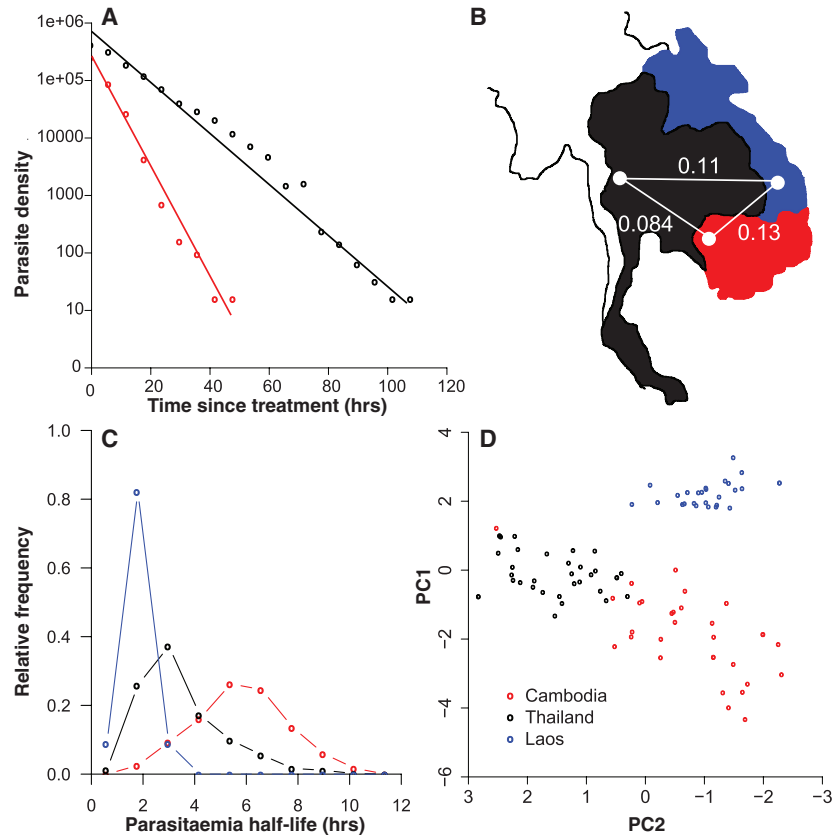 A
1e+06
1e+05
10000
1000
100
10
0
Parasite density
0 20 40 60 80 100 120
Time since treatment (hrs)
B
0.11
0.084
0.13
C
1.0
0.8
0.6
0.4
0.2
0.0
Relative frequency
0 2 4 6 8 10 12
Parasitaemia half-life (hrs)
D
4
2
0
−2
−4
−6
PC1
Cambodia
Thailand
Laos
3 2 1 0 −1 −2 −3
PC2